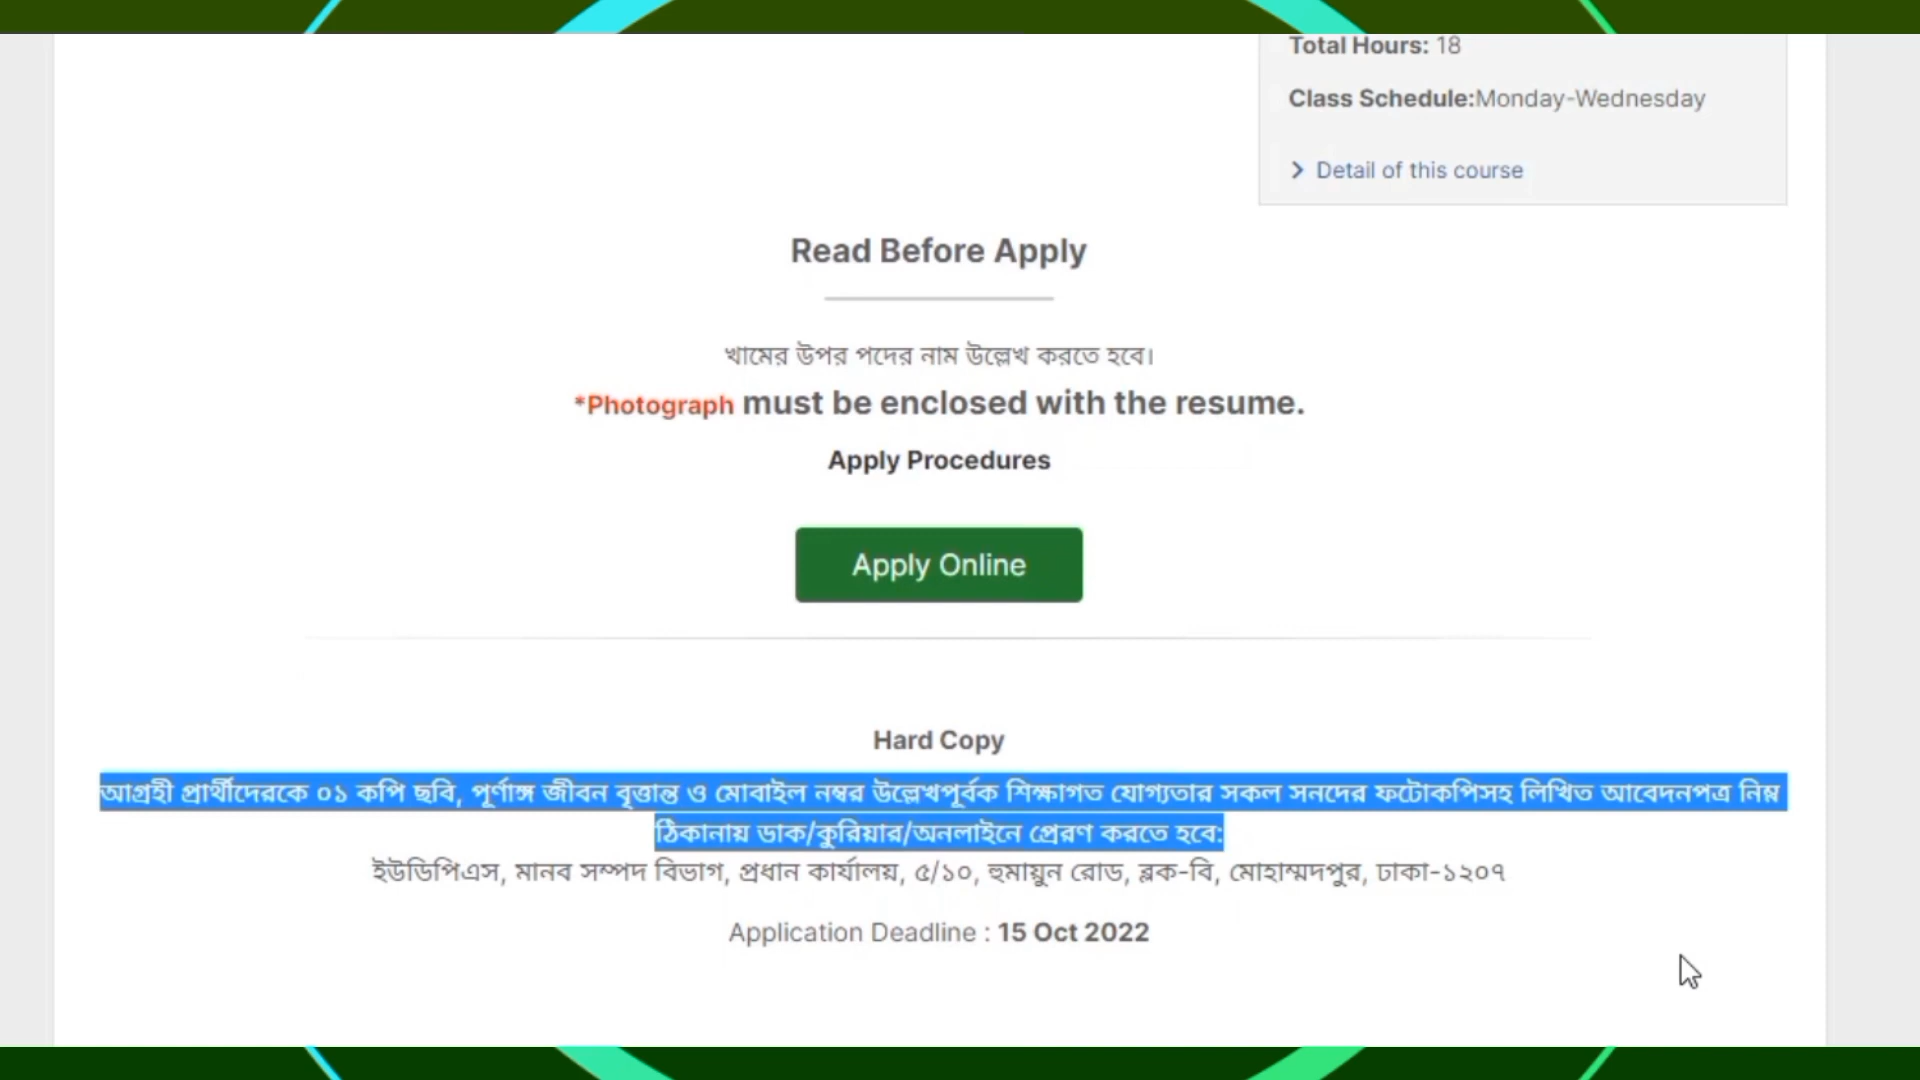 Total Hours: 18
Class Schedule:Monday-Wednesday
Detail of this course
Read Before Apply
খামের উপর পদের নাম উল্লেখ করতে হবে।
*Photograph must be enclosed with the resume.
Apply Procedures
Apply Online
Hard Copy
আগ্রহী প্রার্থীদেরকে ০১ কপি ছবি, পূর্ণাঙ্গ জীবন বৃত্তান্ত ও মোবাইল নম্বর উল্লেখপূর্বক শিক্ষাগত যোগ্যতার সকল সনদের ফটোকপিসহ লিখিত আবেদনপত্র নিম্ন
ঠিকানায় ডাক/কুরিয়ার/অনলাইনে প্রেরণ করতে হবে:
ইউডিপিএস, মানব সম্পদ বিভাগ, প্রধান কার্যালয়, ৫/১০, হুমায়ুন রোড, ব্লক-বি, মোহাম্মদপুর, ঢাকা-১২০৭
Application Deadline : 15 Oct 2022